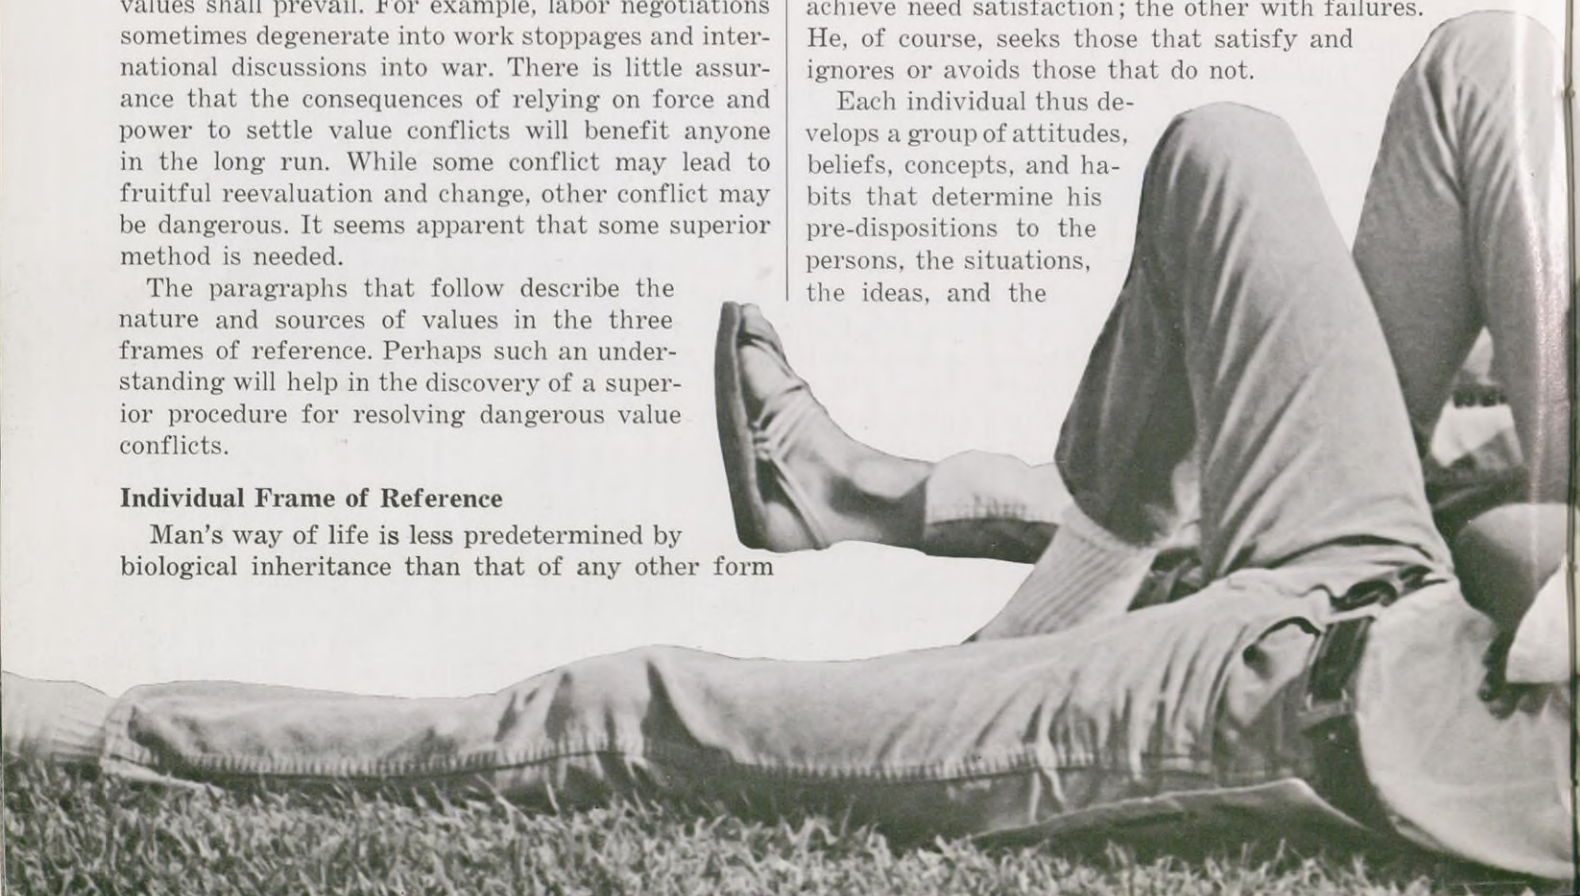 values shall prevail. For example, labor negotiations
sometimes degenerate into work stoppages and inter-
national discussions into war. There is little assur-
ance that the consequences of relying on force and
power to settle value conflicts will benefit anyone
in the long run. While some conflict may lead to
fruitful reevaluation and change, other conflict may
be dangerous. It seems apparent that some superior
method is needed.
The paragraphs that follow describe the
nature and sources of values in the three
frames of reference. Perhaps such an under-
standing will help in the discovery of a super-
ior procedure for resolving dangerous value
conflicts.
Individual Frame of Reference
Man's way of life is less predetermined by
biological inheritance than that of any other form
achieve need satisfaction; the other with failures.
He, of course, seeks those that satisfy and
ignores or avoids those that do not.
Each individual thus de-
velops a group of attitudes,
beliefs, concepts, and ha-
bits that determine his
pre-dispositions to the
persons, the situations,
the ideas, and the